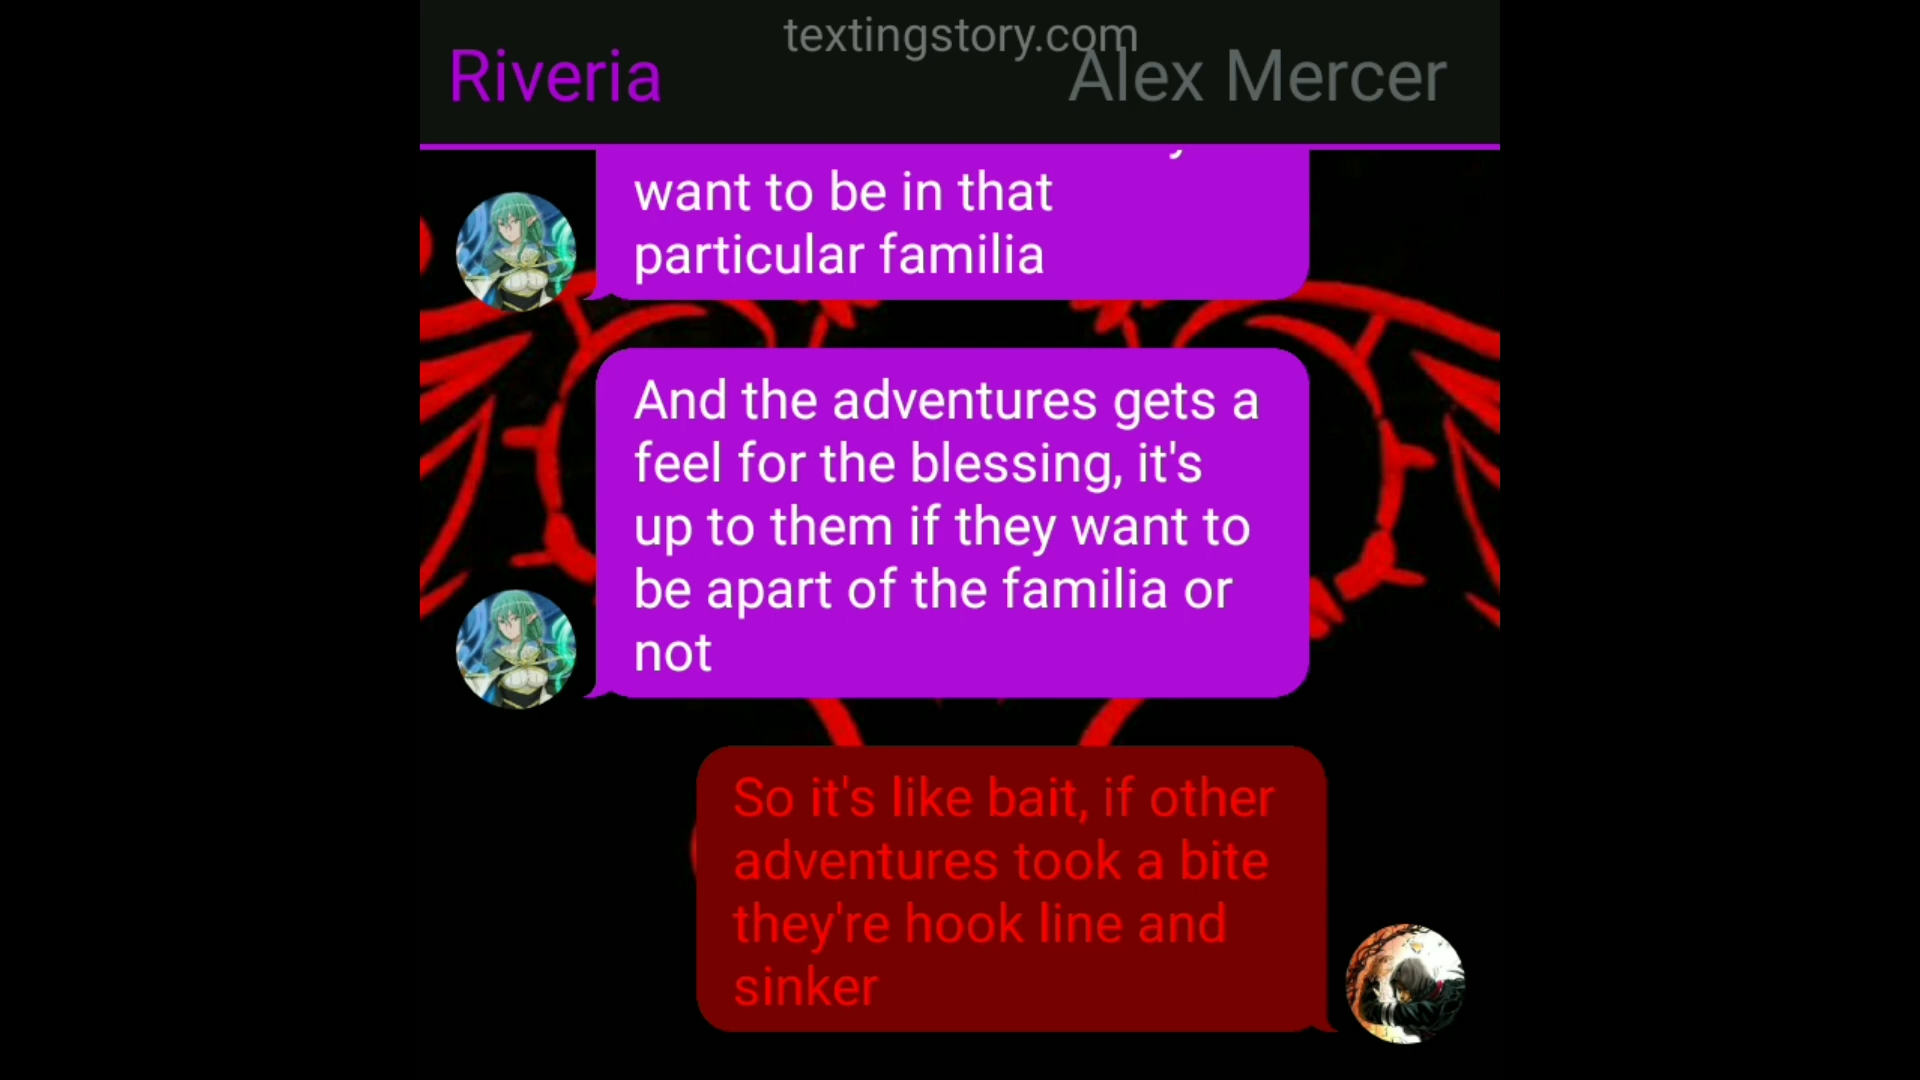 textingstory.com
Riveria
Alex Mercer
want to be in that
particular familia
And the adventures gets a
feel for the blessing, it's
up to them if they want to
be apart of the familia or
not
So it's like bait, if other
adventures took a bite
they're hook line and
sinker